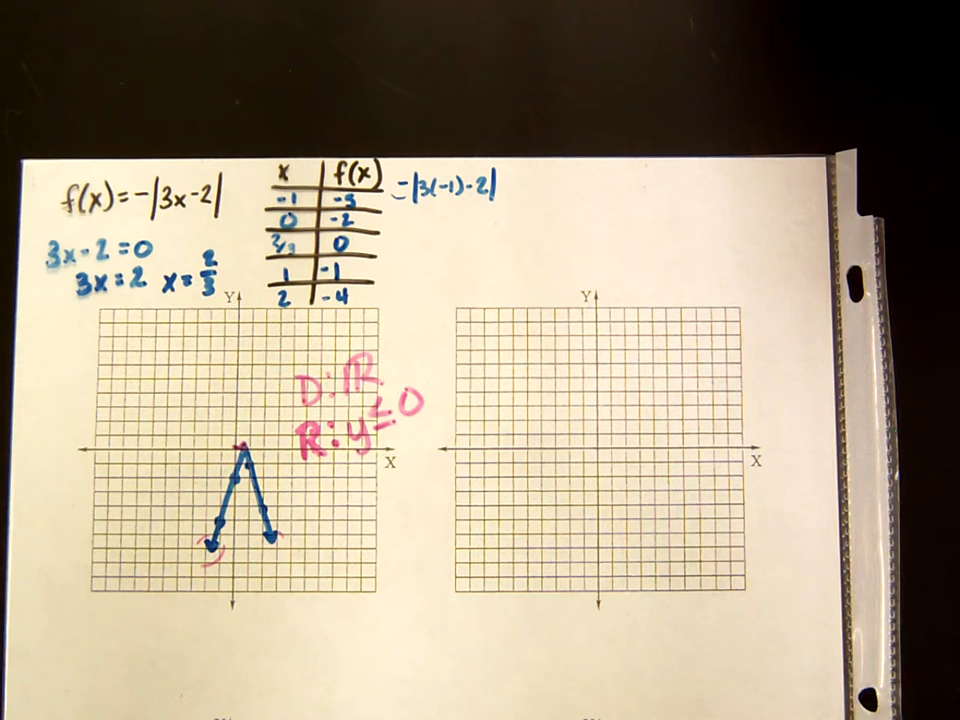 f(x)=-|3x-2|
3x-2=0
3x=2 x=2/3
x f(x)
-1 -5 =|3(-1)-2|
0 -2
2/3 0
1 -1
2 -4
Y
Y
D:ℝ
R:y≤0
X
X